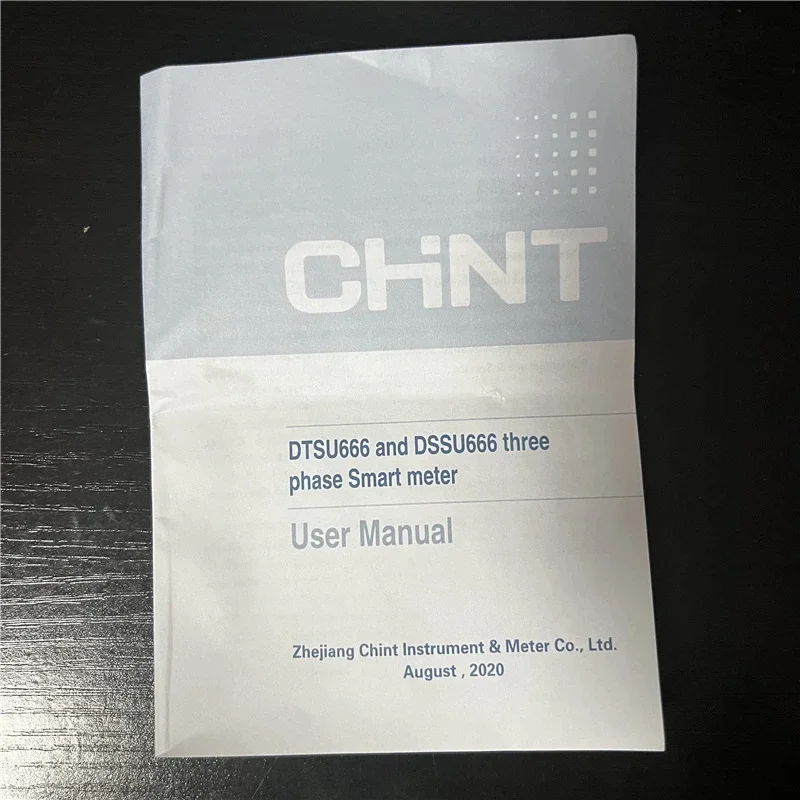 CHiNT
DTSU666 and DSSU666 three
phase Smart meter
User Manual
Zhejiang Chint Instrument & Meter Co., Ltd.
August , 2020